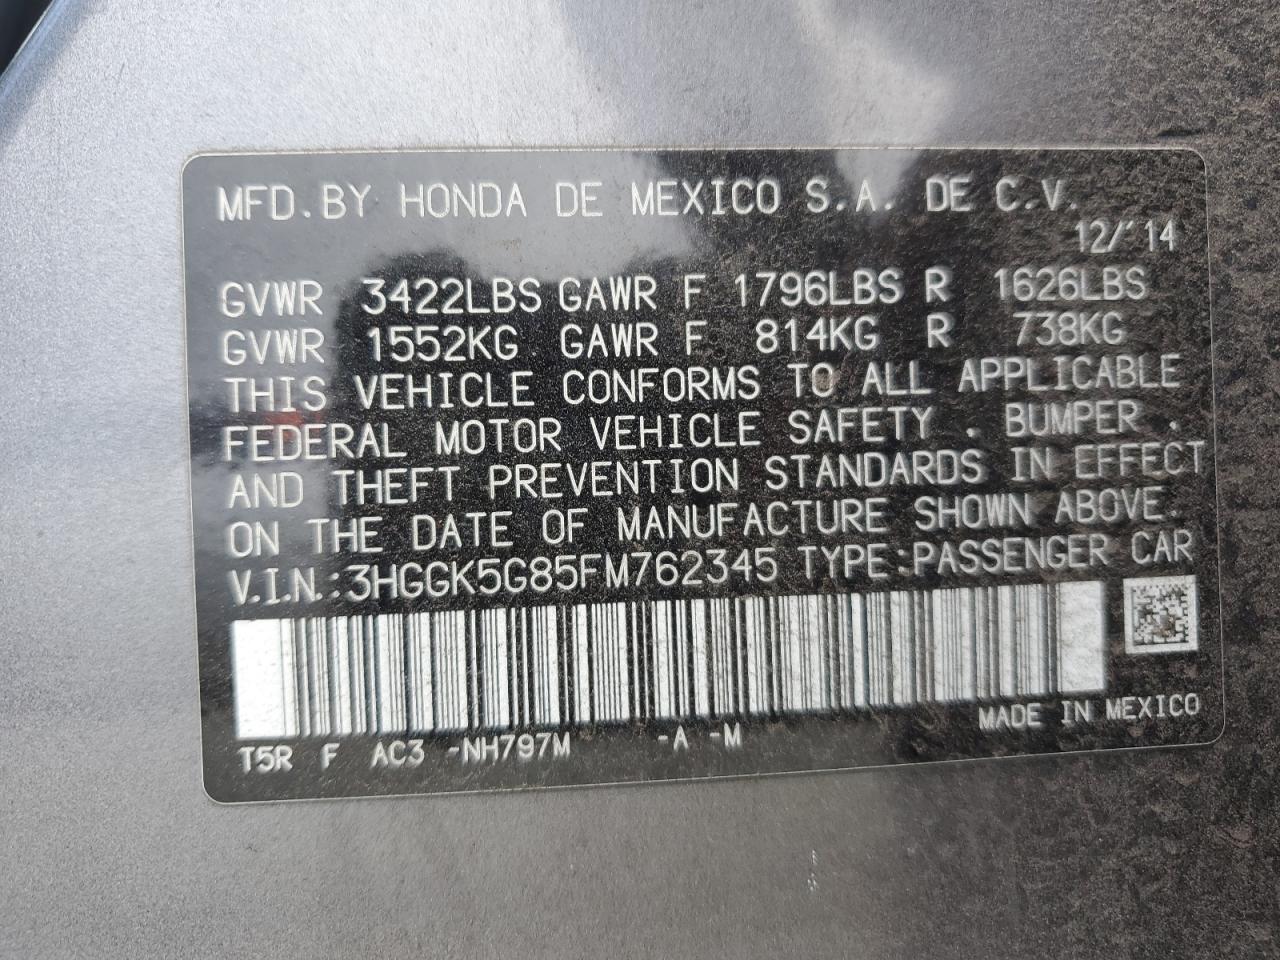 MFD.BY HONDA DE MEXICO S.A. DE C.V.
12/'14
GVWR 3422LBS GAWR F 1796LBS R 1626LBS
GVWR 1552KG GAWR F 814KG R 738KG
THIS VEHICLE CONFORMS TO ALL APPLICABLE
FEDERAL MOTOR VEHICLE SAFETY , BUMPER ,
AND THEFT PREVENTION STANDARDS IN EFFECT
ON THE DATE OF MANUFACTURE SHOWN ABOVE.
V.I.N.:3HGGK5G85FM762345 TYPE:PASSENGER CAR
MADE IN MEXICO
T5R F AC3 -NH797M -A -M